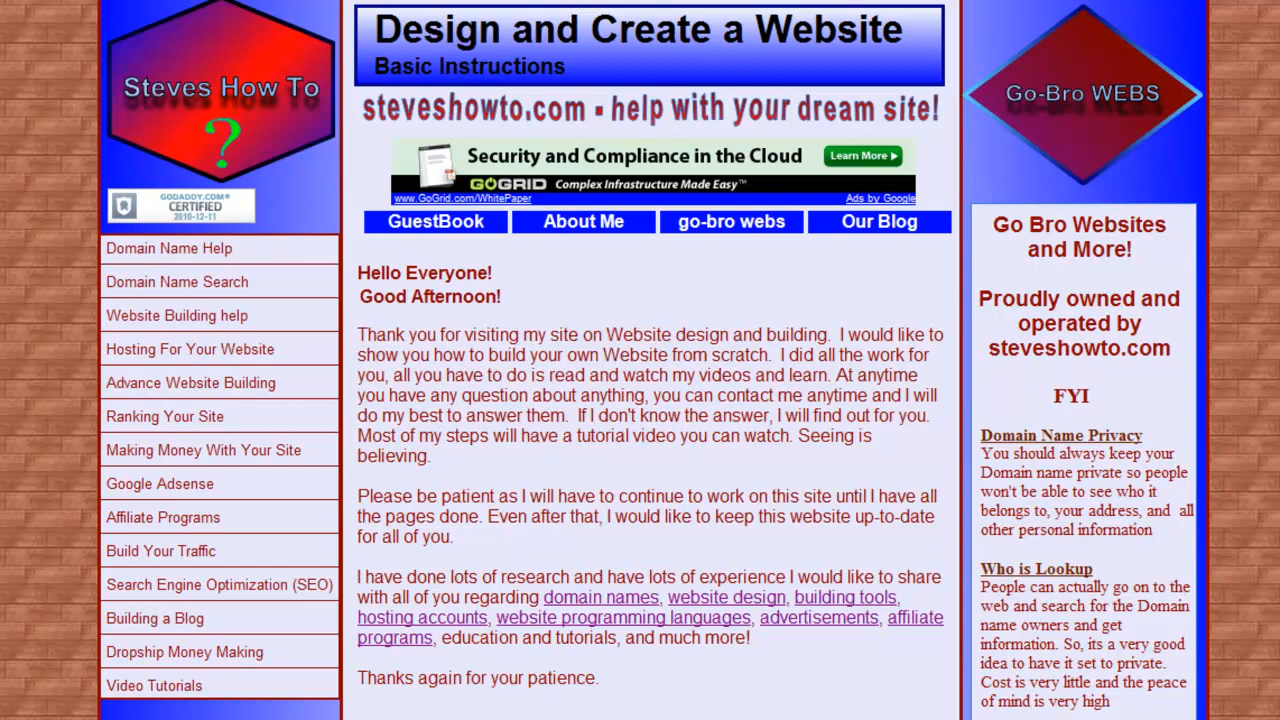 Steves How To
?
GODADDY.COM®
CERTIFIED
2010-12-11
Domain Name Help
Domain Name Search
Website Building help
Hosting For Your Website
Advance Website Building
Ranking Your Site
Making Money With Your Site
Google Adsense
Affiliate Programs
Build Your Traffic
Search Engine Optimization (SEO)
Building a Blog
Dropship Money Making
Video Tutorials
Design and Create a Website
Basic Instructions
steveshowto.com - help with your dream site!
Security and Compliance in the Cloud
Learn More
GOGRID Complex Infrastructure Made Easy™
www.GoGrid.com/WhitePaper Ads by Google
GuestBook About Me go-bro webs Our Blog
Hello Everyone!
Good Afternoon!
Thank you for visiting my site on Website design and building. I would like to
show you how to build your own Website from scratch. I did all the work for
you, all you have to do is read and watch my videos and learn. At anytime
you have any question about anything, you can contact me anytime and I will
do my best to answer them. If I don't know the answer, I will find out for you.
Most of my steps will have a tutorial video you can watch. Seeing is
believing.
Please be patient as I will have to continue to work on this site until I have all
the pages done. Even after that, I would like to keep this website up-to-date
for all of you.
I have done lots of research and have lots of experience I would like to share
with all of you regarding domain names, website design, building tools,
hosting accounts, website programming languages, advertisements, affiliate
programs, education and tutorials, and much more!
Thanks again for your patience.
Go-Bro WEBS
Go Bro Websites
and More!
Proudly owned and
operated by
steveshowto.com
FYI
Domain Name Privacy
You should always keep your
Domain name private so people
won't be able to see who it
belongs to, your address, and all
other personal information
Who is Lookup
People can actually go on to the
web and search for the Domain
name owners and get
information. So, its a very good
idea to have it set to private.
Cost is very little and the peace
of mind is very high